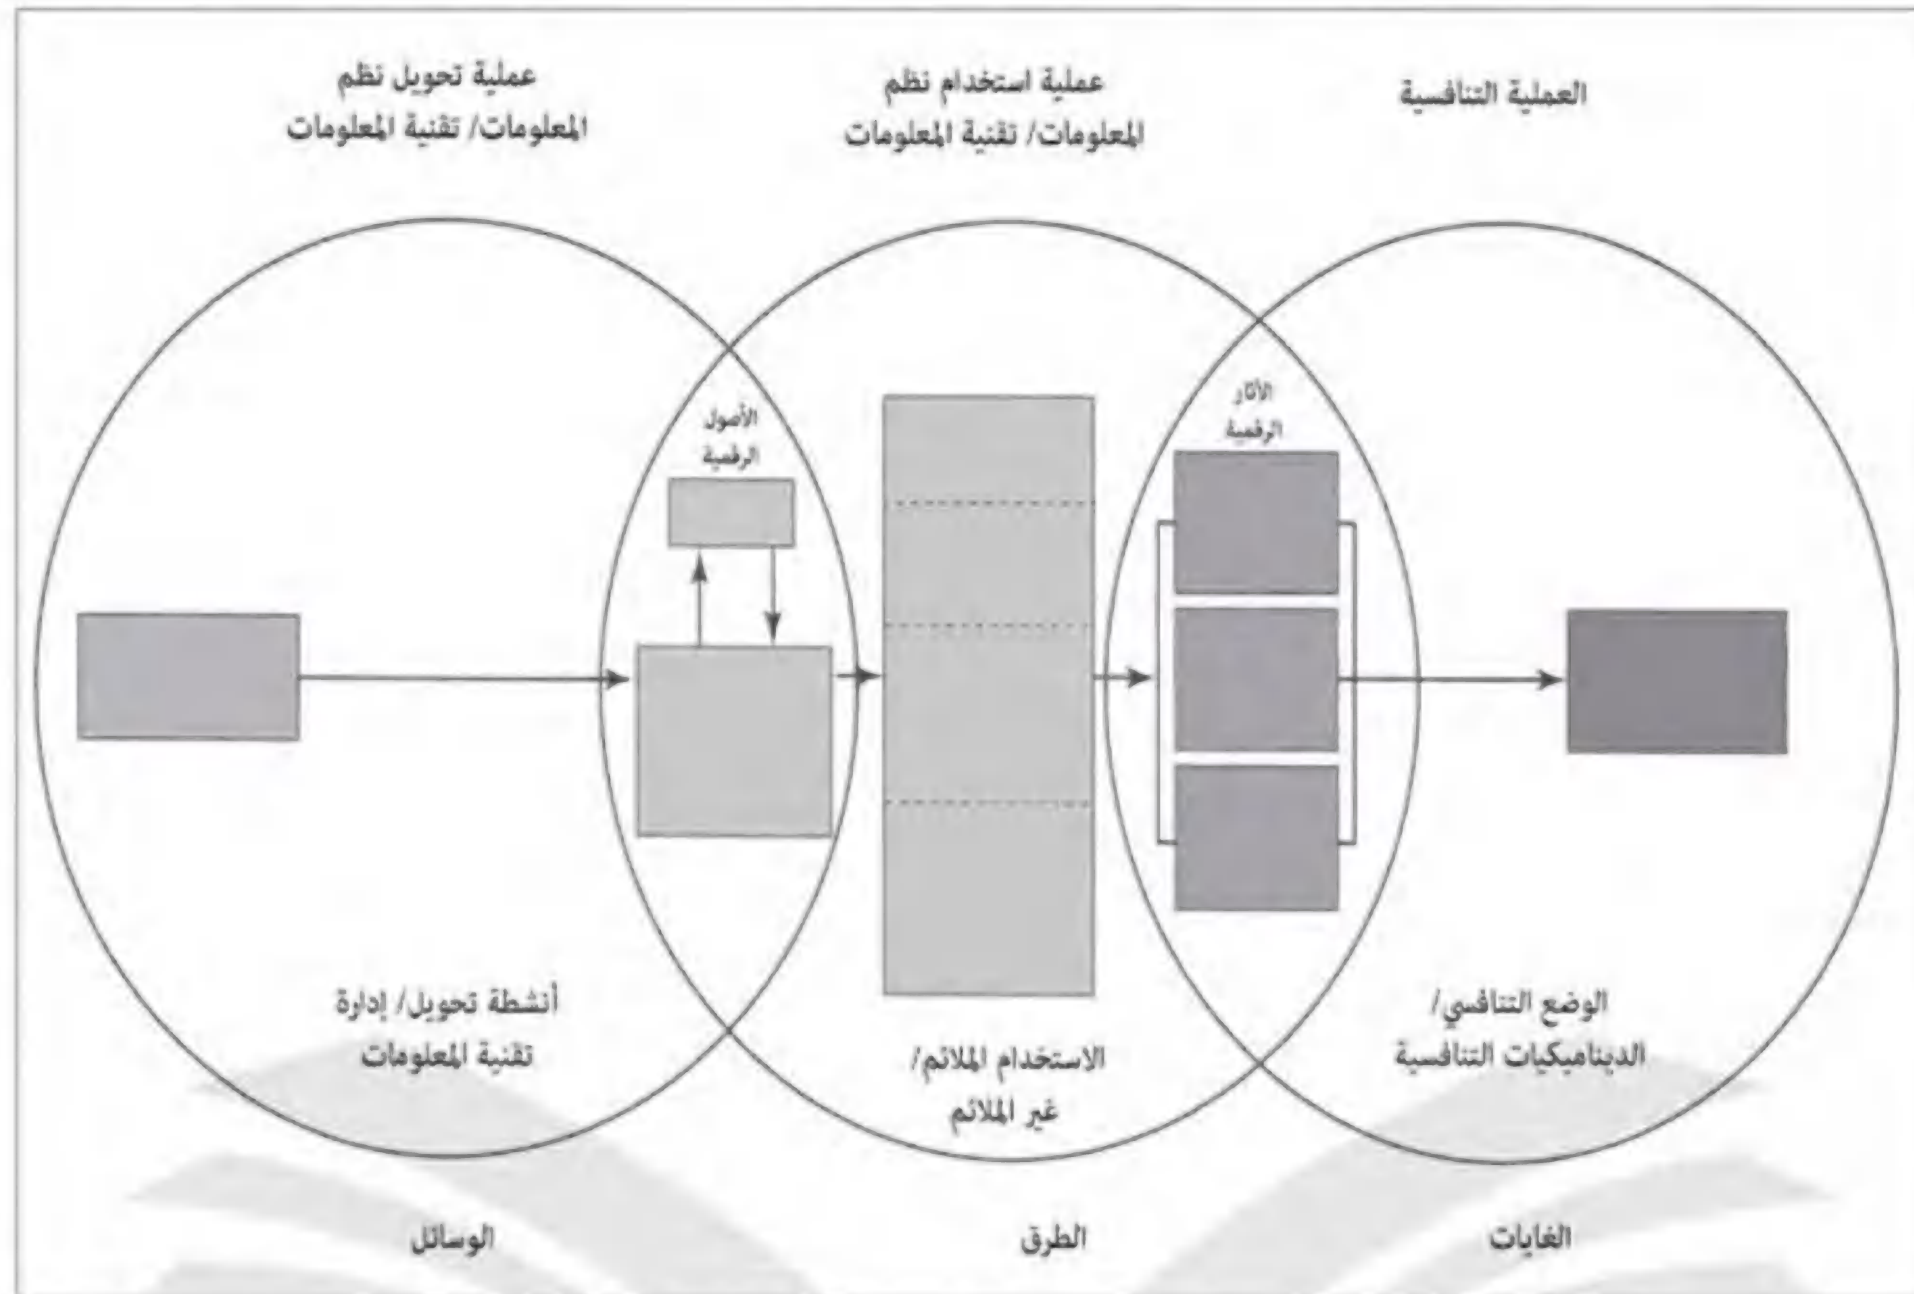 العملية التنافسية
عملية استخدام نظم
المعلومات/ تقنية المعلومات
عملية تحويل نظم
المعلومات/ تقنية المعلومات
الآثار
الرقمية
الأصول
الرقمية
الوضع التنافسي/
الديناميكيات التنافسية
الاستخدام الملائم/
غير الملائم
أنشطة تحويل/ إدارة
تقنية المعلومات
الغايات
الطرق
الوسائل